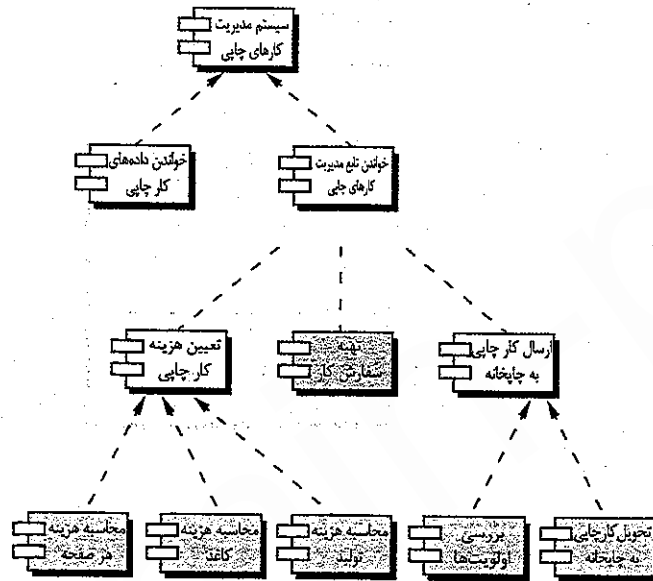 سیستم مدیریت
کارهای چاپی
خواندن داده‌های
کار چاپی
خواندن تابع مدیریت
کارهای چاپی
تعیین هزینه
کار چاپی
تهیه
سفارش کار
ارسال کار چاپی
به چاپخانه
محاسبه هزینه
هر صفحه
محاسبه هزینه
کاغذ
محاسبه هزینه
تولید
بررسی
اولویت‌ها
تحویل کار چاپی
به چاپخانه